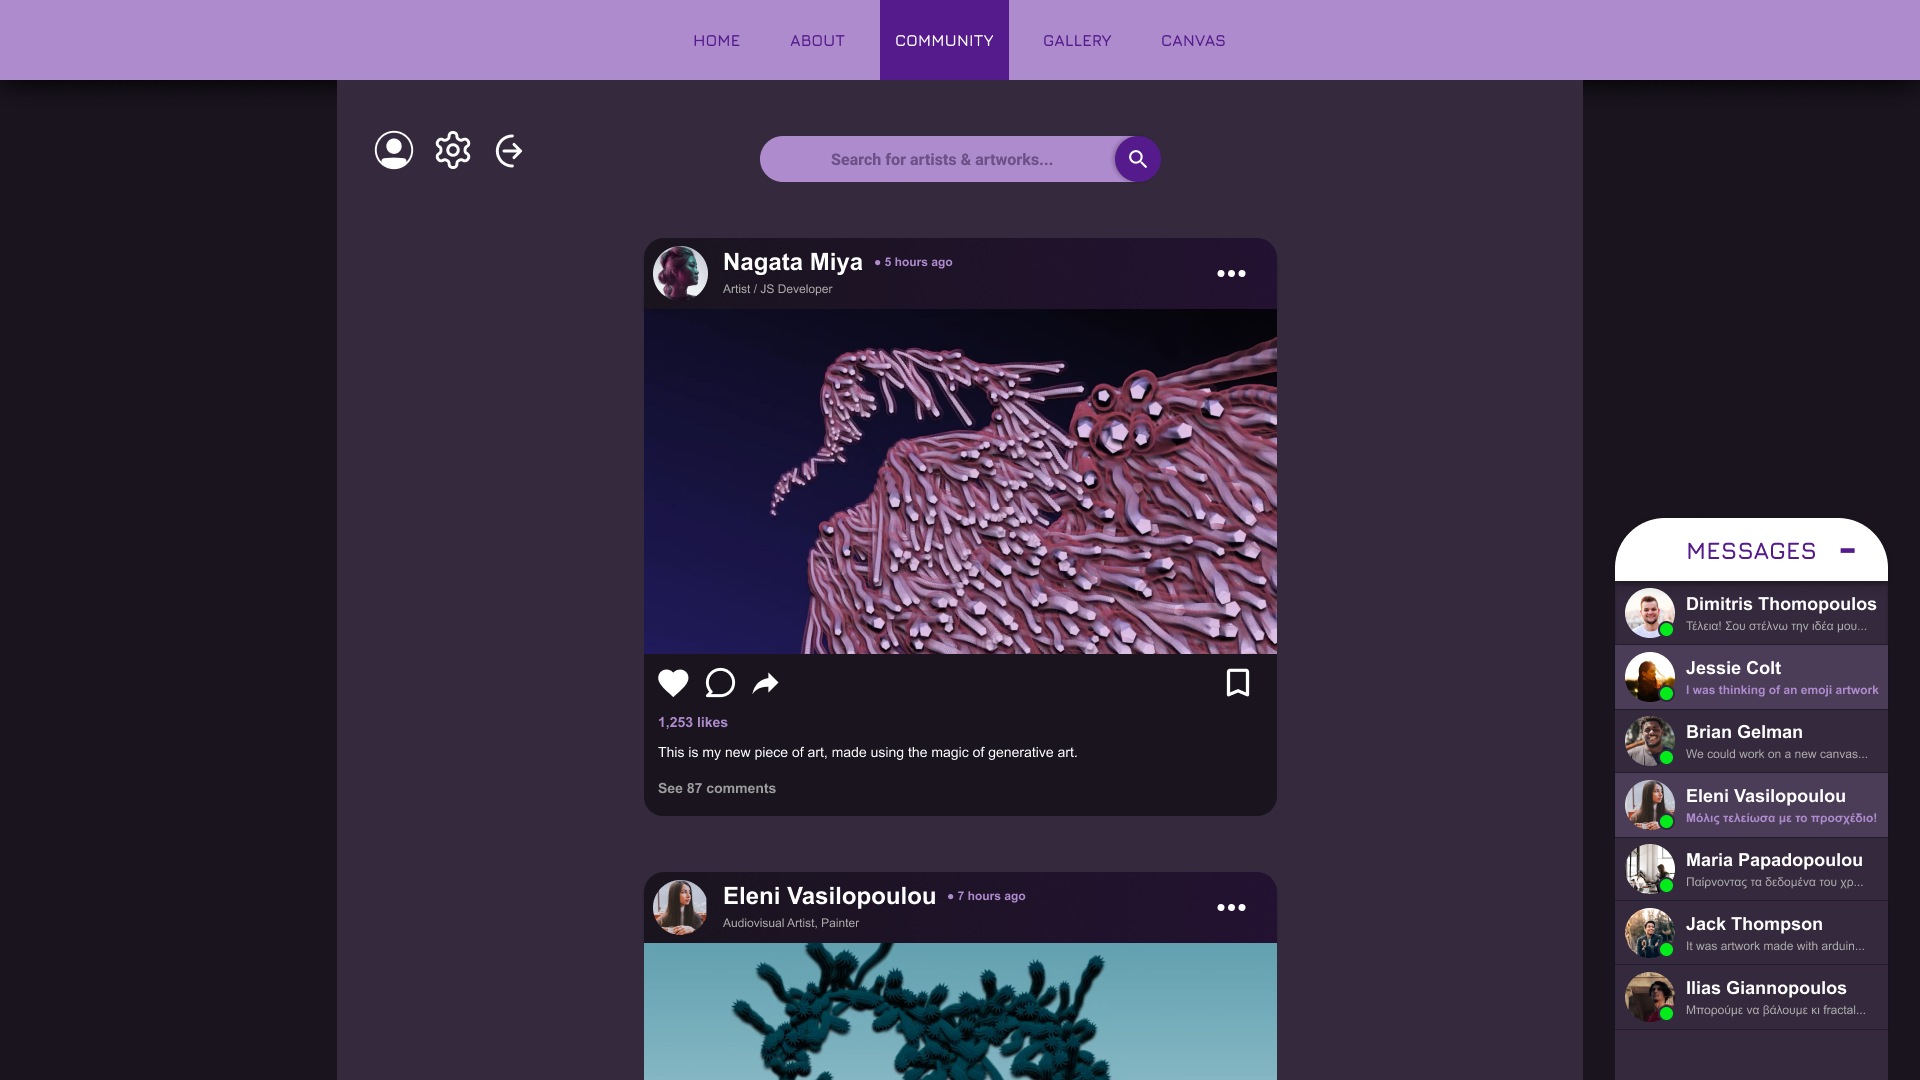 HOME ABOUT COMMUNITY GALLERY CANVAS
Search for artists & artworks...
Nagata Miya • 5 hours ago
Artist / JS Developer
1,253 likes
This is my new piece of art, made using the magic of generative art.
See 87 comments
Eleni Vasilopoulou • 7 hours ago
Audiovisual Artist, Painter
MESSAGES
Dimitris Thomopoulos
Τέλεια! Σου στέλνω την ιδέα μου...
Jessie Colt
I was thinking of an emoji artwork
Brian Gelman
We could work on a new canvas...
Eleni Vasilopoulou
Μόλις τελείωσα με το προσχέδιο!
Maria Papadopoulou
Παίρνοντας τα δεδομένα του χρ...
Jack Thompson
It was artwork made with arduin...
Ilias Giannopoulos
Μπορούμε να βάλουμε κι fractal...